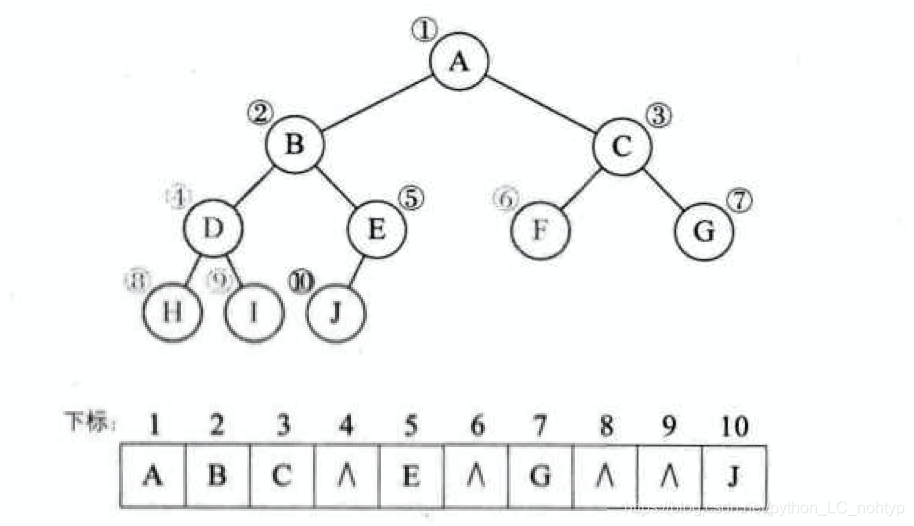 ①
A
②
③
B
C
④
⑤
⑥
⑦
D
E
F
G
⑧
⑨
⑩
H
I
J
下标: 1 2 3 4 5 6 7 8 9 10
A B C ∧ E ∧ G ∧ ∧ J
https://blog.csdn.net/python_LC_nohtyp